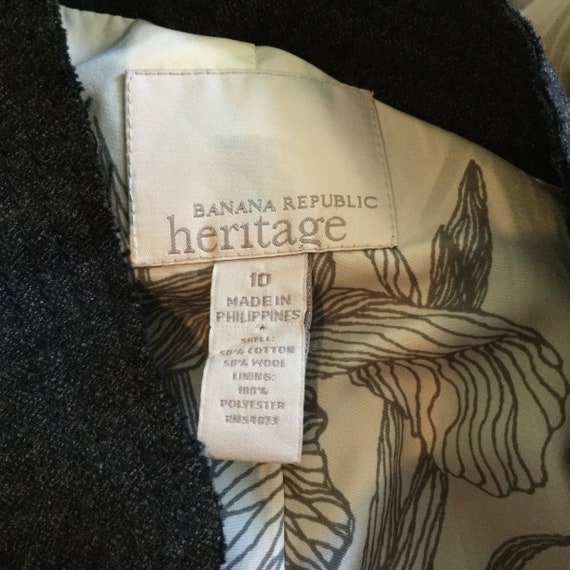 BANANA REPUBLIC
heritage
10
MADE IN
PHILIPPINES
SHELL:
50% COTTON
50% WOOL
LINING:
100%
POLYESTER